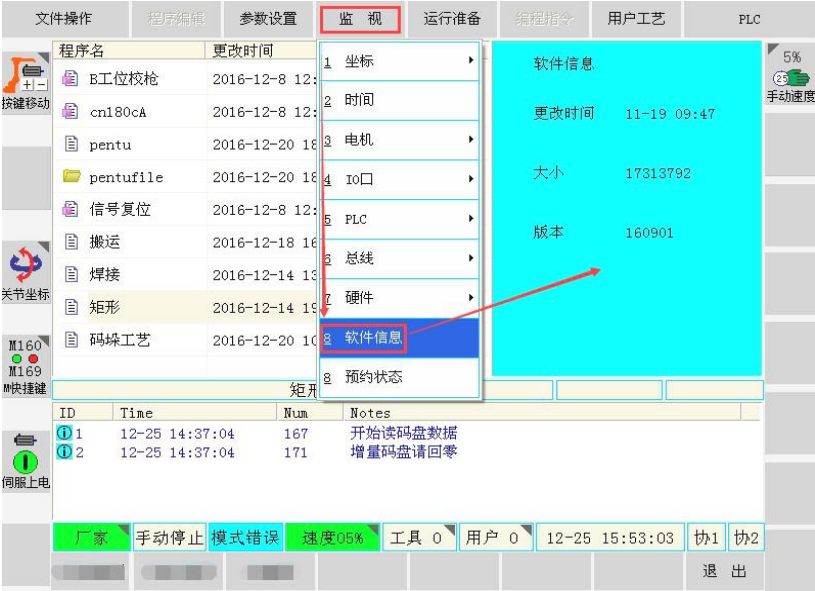 文件操作 程序编辑 参数设置 监 视 运行准备 编程指令 用户工艺 PLC
按键移动
关节坐标
M160
M169
M快捷键
伺服上电
程序名 更改时间
B工位校枪 2016-12-8 12:
cn180cA 2016-12-8 12:
pentu 2016-12-20 18
pentufile 2016-12-20 18
信号复位 2016-12-8 12:
搬运 2016-12-18 16
焊接 2016-12-14 13
矩形 2016-12-14 19
码垛工艺 2016-12-20 10
1 坐标
2 时间
3 电机
4 IO口
5 PLC
6 总线
7 硬件
8 软件信息
8 预约状态
软件信息
更改时间 11-19 09:47
大小 17313792
版本 160901
5%
25
手动速度
矩形
ID Time Num Notes
1 12-25 14:37:04 167 开始读码盘数据
2 12-25 14:37:04 171 增量码盘请回零
厂家 手动停止 模式错误 速度05% 工具 0 用户 0 12-25 15:53:03 协1 协2
退 出